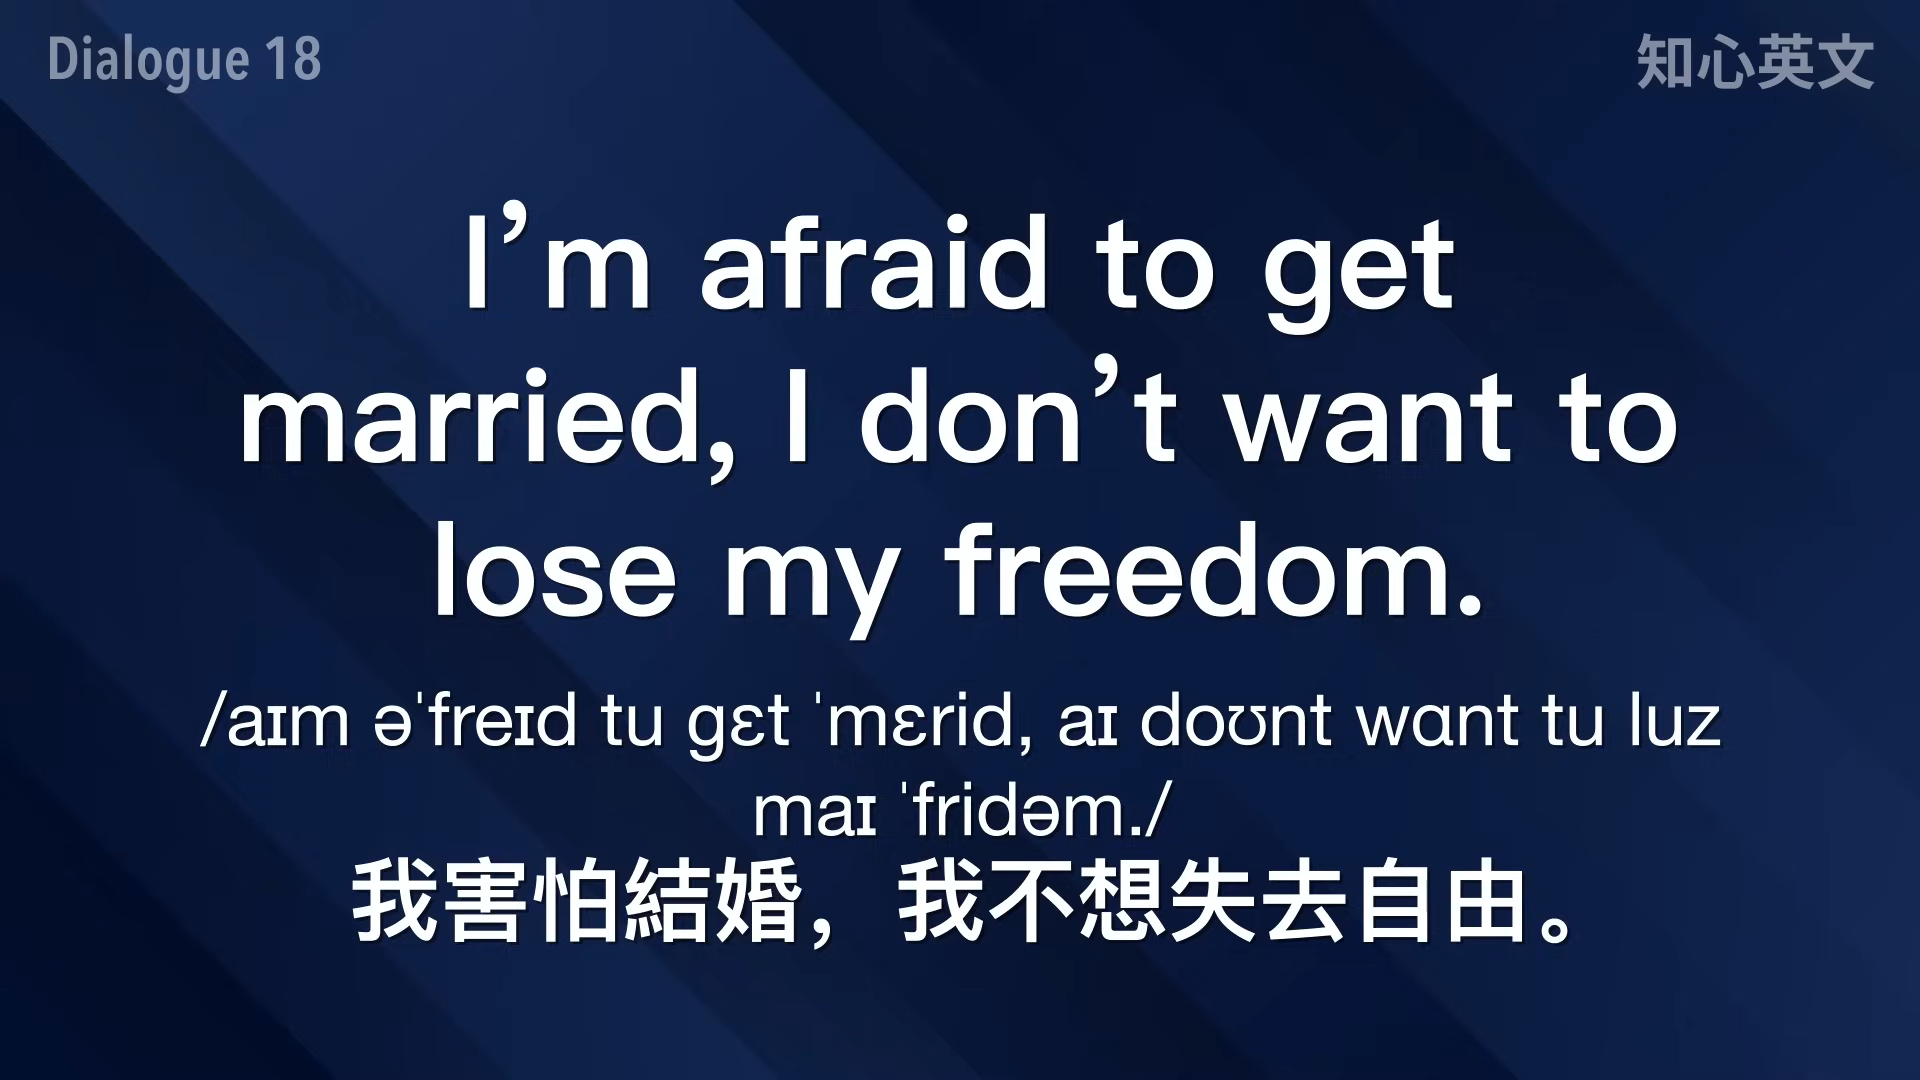 Dialogue 18
知心英文
I’m afraid to get
married, I don’t want to
lose my freedom.
/aɪm əˈfreɪd tu gɛt ˈmɛrid, aɪ doʊnt wɑnt tu luz
maɪ ˈfridəm./
我害怕結婚，我不想失去自由。